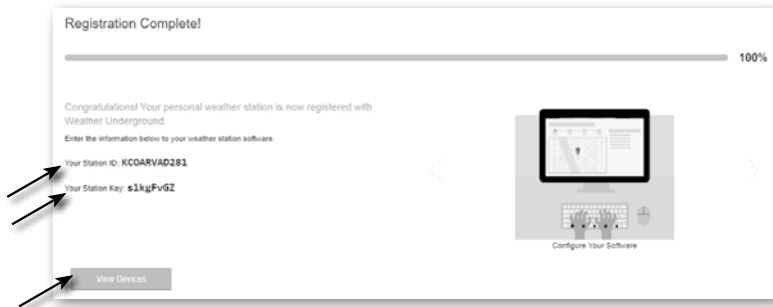 Registration Complete!
100%
Congratulations! Your personal weather station is now registered with
Weather Underground.
Enter the information below to your weather station software.
Your Station ID: KCOARVAD281
Your Station Key: s1kgFvGZ
Configure Your Software
View Devices